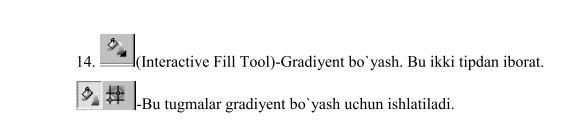 14. (Interactive Fill Tool)-Gradiyent bo`yash. Bu ikki tipdan iborat.
-Bu tugmalar gradiyent bo`yash uchun ishlatiladi.